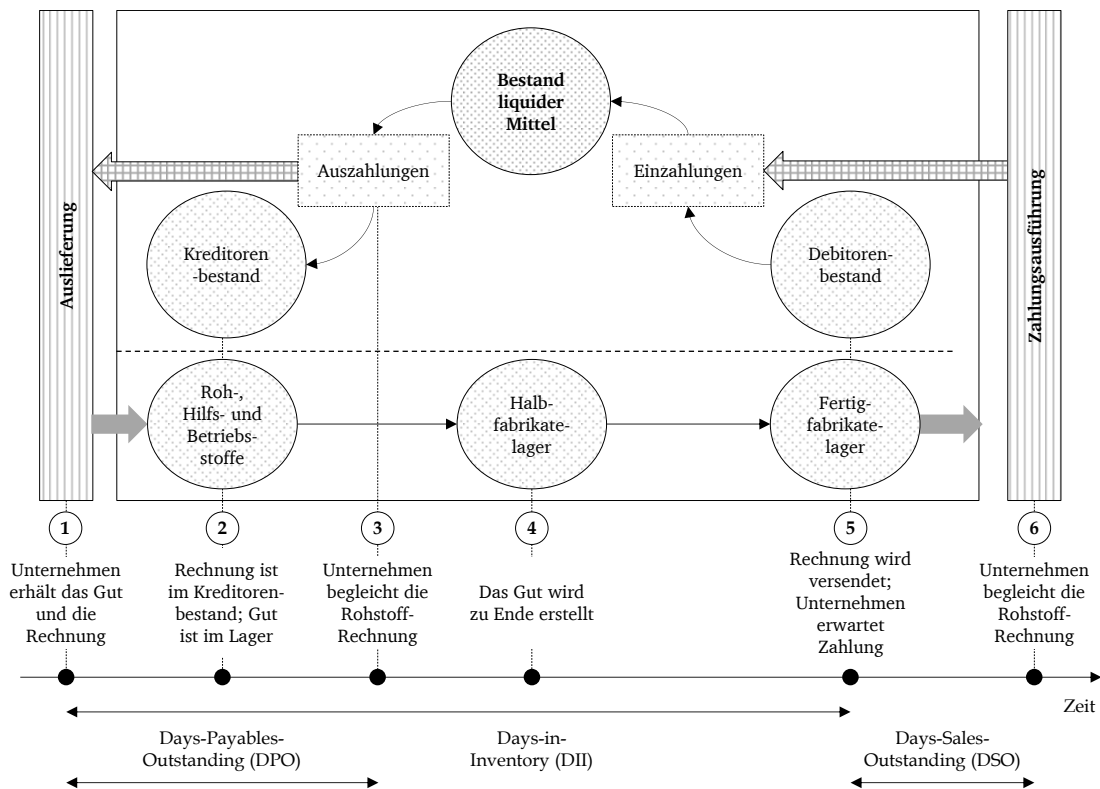 Bestand
liquider
Mittel
Auszahlungen
Einzahlungen
Auslieferung
Zahlungsausführung
Kreditoren
-bestand
Debitoren-
bestand
Roh-,
Hilfs- und
Betriebs-
stoffe
Halb-
fabrikate-
lager
Fertig-
fabrikate-
lager
1
2
3
4
5
6
Unternehmen
erhält das Gut
und die
Rechnung
Rechnung ist
im Kreditoren-
bestand; Gut
ist im Lager
Unternehmen
begleicht die
Rohstoff-
Rechnung
Das Gut wird
zu Ende erstellt
Rechnung wird
versendet;
Unternehmen
erwartet
Zahlung
Unternehmen
begleicht die
Rohstoff-
Rechnung
Zeit
Days-Payables-
Outstanding (DPO)
Days-in-
Inventory (DII)
Days-Sales-
Outstanding (DSO)